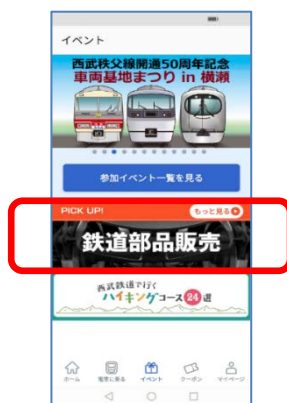 イベント
西武秩父線開通50周年記念
車両基地まつり in 横瀬
参加イベント一覧を見る
PICK UP!
もっと見る
鉄道部品販売
西武鉄道で行く
ハイキングコース24選
ホーム 電車に乗る イベント クーポン マイページ